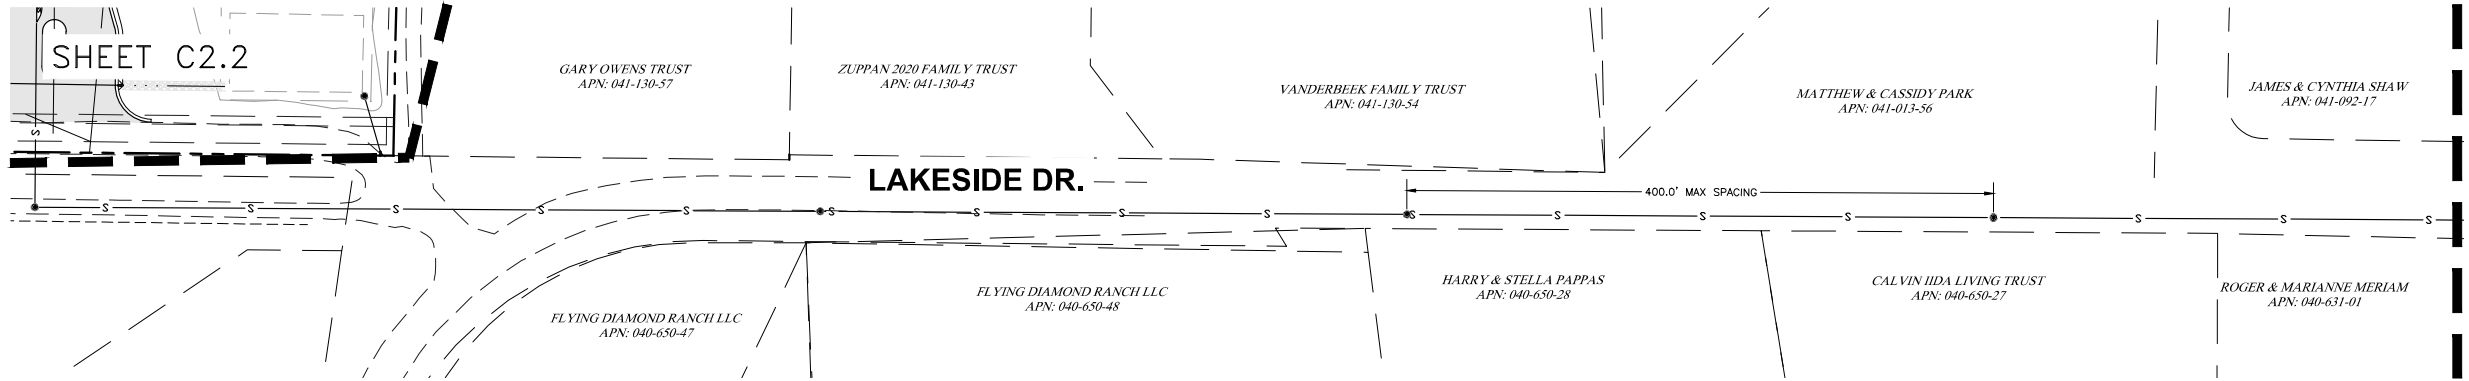 SHEET C2.2
GARY OWENS TRUST
APN: 041-130-57
ZUPPAN 2020 FAMILY TRUST
APN: 041-130-43
VANDERBEEK FAMILY TRUST
APN: 041-130-54
MATTHEW & CASSIDY PARK
APN: 041-013-56
JAMES & CYNTHIA SHAW
APN: 041-092-17
LAKESIDE DR.
400.0' MAX SPACING
S
S S S S S S S S S S S S S S S S S
FLYING DIAMOND RANCH LLC
APN: 040-650-47
FLYING DIAMOND RANCH LLC
APN: 040-650-48
HARRY & STELLA PAPPAS
APN: 040-650-28
CALVIN IIDA LIVING TRUST
APN: 040-650-27
ROGER & MARIANNE MERIAM
APN: 040-631-01